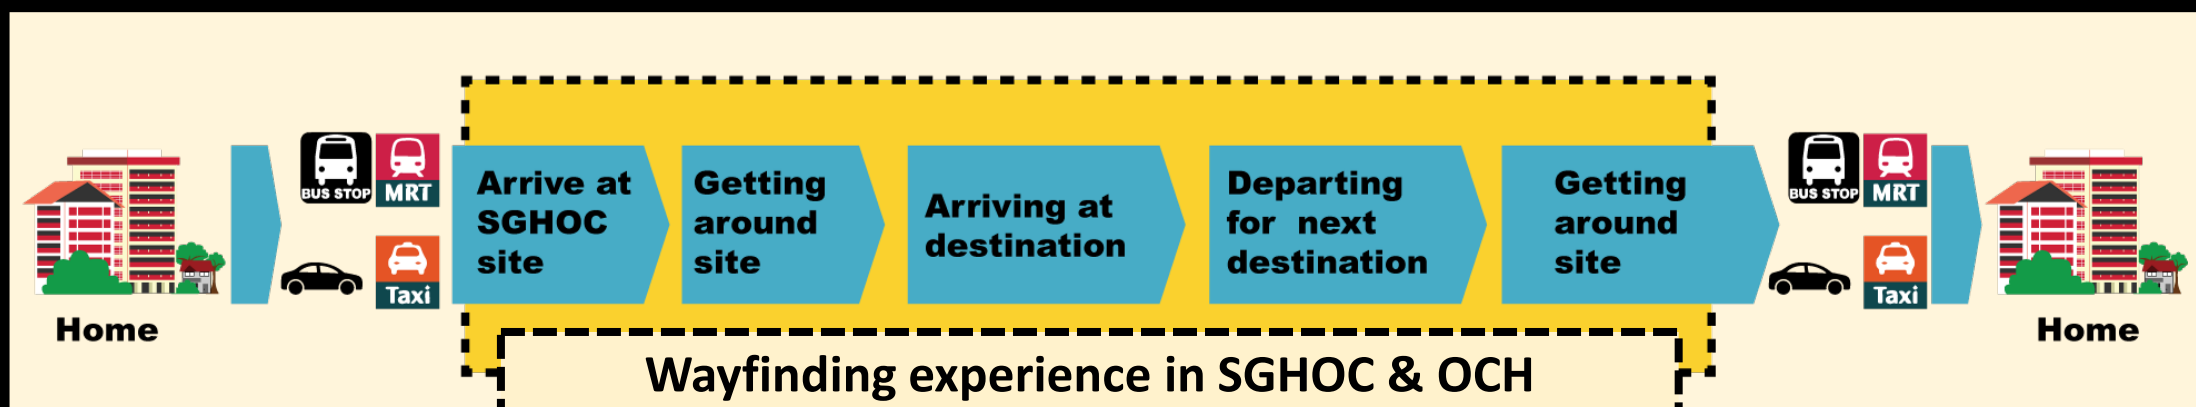 BUS STOP
MRT
Taxi
Home
Arrive at
SGHOC
site
Getting
around
site
Arriving at
destination
Departing
for next
destination
Getting
around
site
BUS STOP
MRT
Taxi
Home
Wayfinding experience in SGHOC & OCH